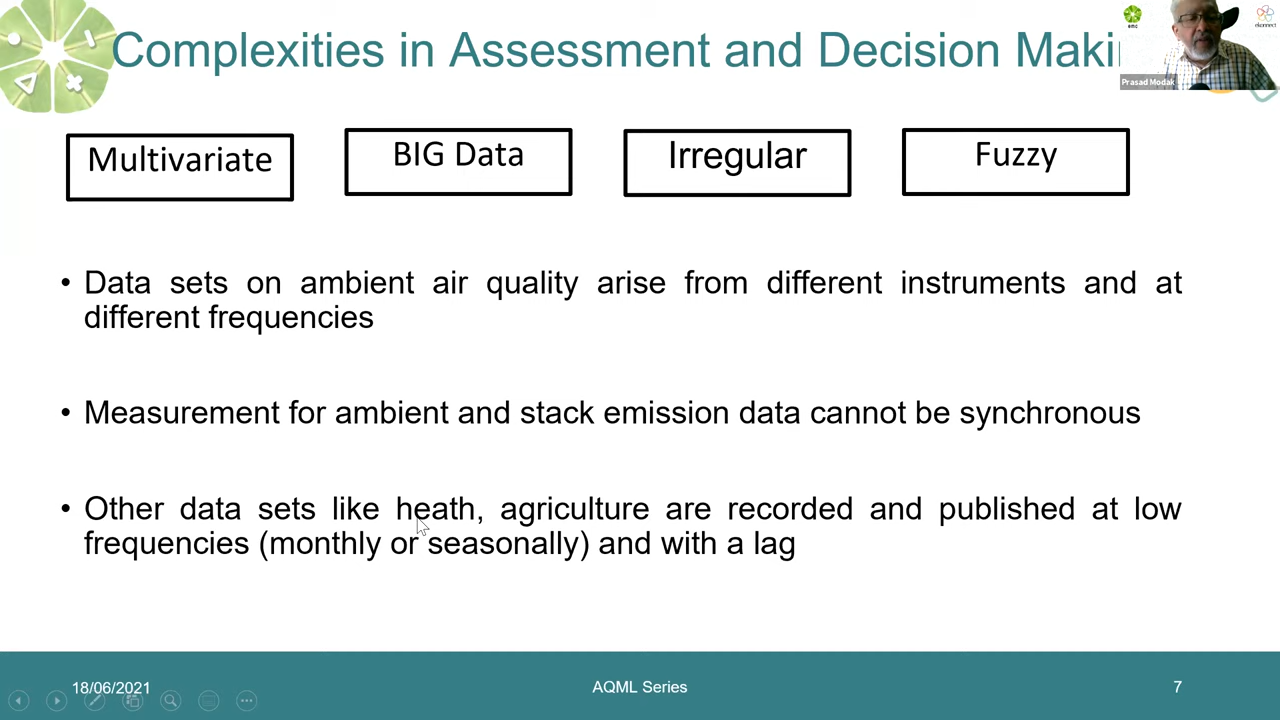 Complexities in Assessment and Decision Maki
Prasad Modak
Multivariate
BIG Data
Irregular
Fuzzy
• Data sets on ambient air quality arise from different instruments and at
different frequencies
• Measurement for ambient and stack emission data cannot be synchronous
• Other data sets like heath, agriculture are recorded and published at low
frequencies (monthly or seasonally) and with a lag
18/06/2021
AQML Series
7